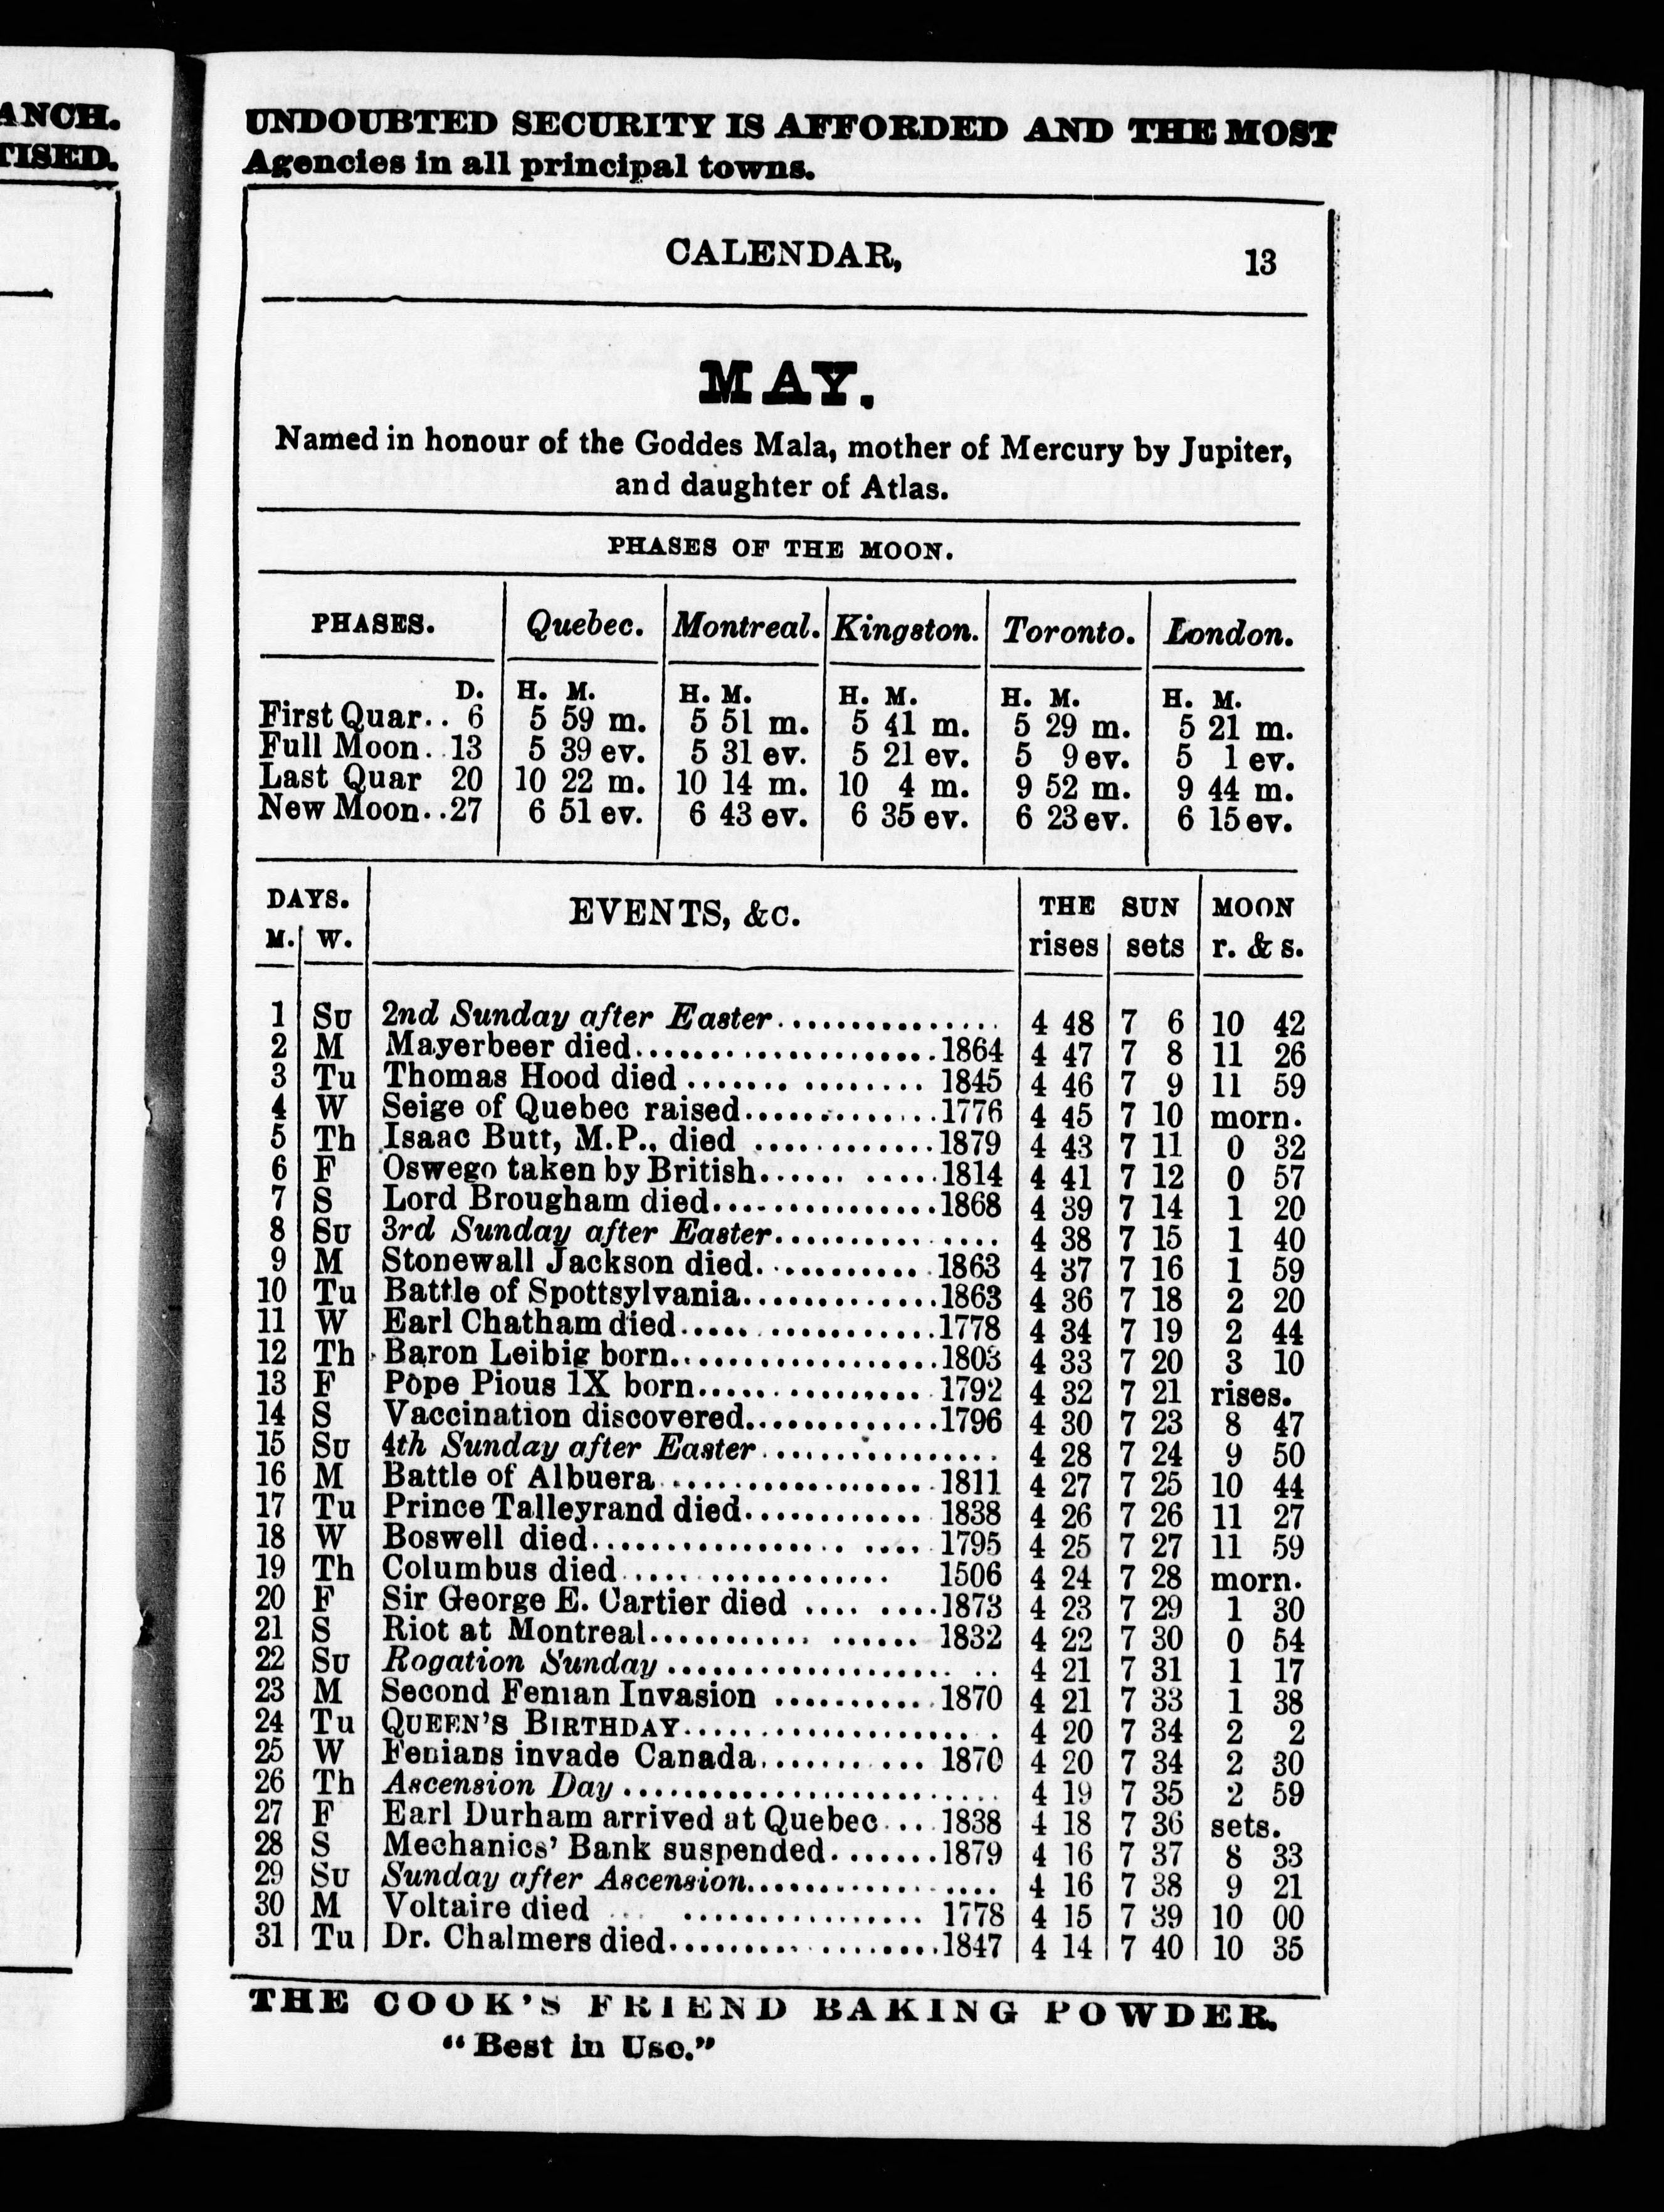 ANCH.
TISED.
UNDOUBTED SECURITY IS AFFORDED AND THE MOST
Agencies in all principal towns.
CALENDAR, 13
MAY.
Named in honour of the Goddes Mala, mother of Mercury by Jupiter,
and daughter of Atlas.
PHASES OF THE MOON.
PHASES. Quebec. Montreal. Kingston. Toronto. London.
D. H. M. H. M. H. M. H. M. H. M.
First Quar.. 6 5 59 m. 5 51 m. 5 41 m. 5 29 m. 5 21 m.
Full Moon.. 13 5 39 ev. 5 31 ev. 5 21 ev. 5 9 ev. 5 1 ev.
Last Quar 20 10 22 m. 10 14 m. 10 4 m. 9 52 m. 9 44 m.
New Moon.. 27 6 51 ev. 6 43 ev. 6 35 ev. 6 23 ev. 6 15 ev.
DAYS. EVENTS, &c. THE SUN MOON
M. W. rises sets r. & s.
1 Su 2nd Sunday after Easter................ 4 48 7 6 10 42
2 M Mayerbeer died.....................1864 4 47 7 8 11 26
3 Tu Thomas Hood died ....... ........ 1845 4 46 7 9 11 59
4 W Seige of Quebec raised.............1776 4 45 7 10 morn.
5 Th Isaac Butt, M.P., died ............1879 4 43 7 11 0 32
6 F Oswego taken by British...... .....1814 4 41 7 12 0 57
7 S Lord Brougham died................1868 4 39 7 14 1 20
8 Su 3rd Sunday after Easter............... 4 38 7 15 1 40
9 M Stonewall Jackson died............ 1863 4 37 7 16 1 59
10 Tu Battle of Spottsylvania..............1863 4 36 7 18 2 20
11 W Earl Chatham died..... ............1778 4 34 7 19 2 44
12 Th Baron Leibig born...................1803 4 33 7 20 3 10
13 F Pope Pious 1X born................ 1792 4 32 7 21 rises.
14 S Vaccination discovered.............1796 4 30 7 23 8 47
15 Su 4th Sunday after Easter................ 4 28 7 24 9 50
16 M Battle of Albuera...................1811 4 27 7 25 10 44
17 Tu Prince Talleyrand died............. 1838 4 26 7 26 11 27
18 W Boswell died.................. .... 1795 4 25 7 27 11 59
19 Th Columbus died..... .............. 1506 4 24 7 28 morn.
20 F Sir George E. Cartier died .... ....1873 4 23 7 29 1 30
21 S Riot at Montreal............ ...... 1832 4 22 7 30 0 54
22 Su Rogation Sunday .................... .. 4 21 7 31 1 17
23 M Second Fenian Invasion ...........1870 4 21 7 33 1 38
24 Tu QUEEN'S BIRTHDAY...................... 4 20 7 34 2 2
25 W Fenians invade Canada........... 1870 4 20 7 34 2 30
26 Th Ascension Day ......................... 4 19 7 35 2 59
27 F Earl Durham arrived at Quebec... 1838 4 18 7 36 sets.
28 S Mechanics' Bank suspended.......1879 4 16 7 37 8 33
29 Su Sunday after Ascension................. 4 16 7 38 9 21
30 M Voltaire died ... ................ 1778 4 15 7 39 10 00
31 Tu Dr. Chalmers died..................1847 4 14 7 40 10 35
THE COOK'S FRIEND BAKING POWDER.
"Best in Use."